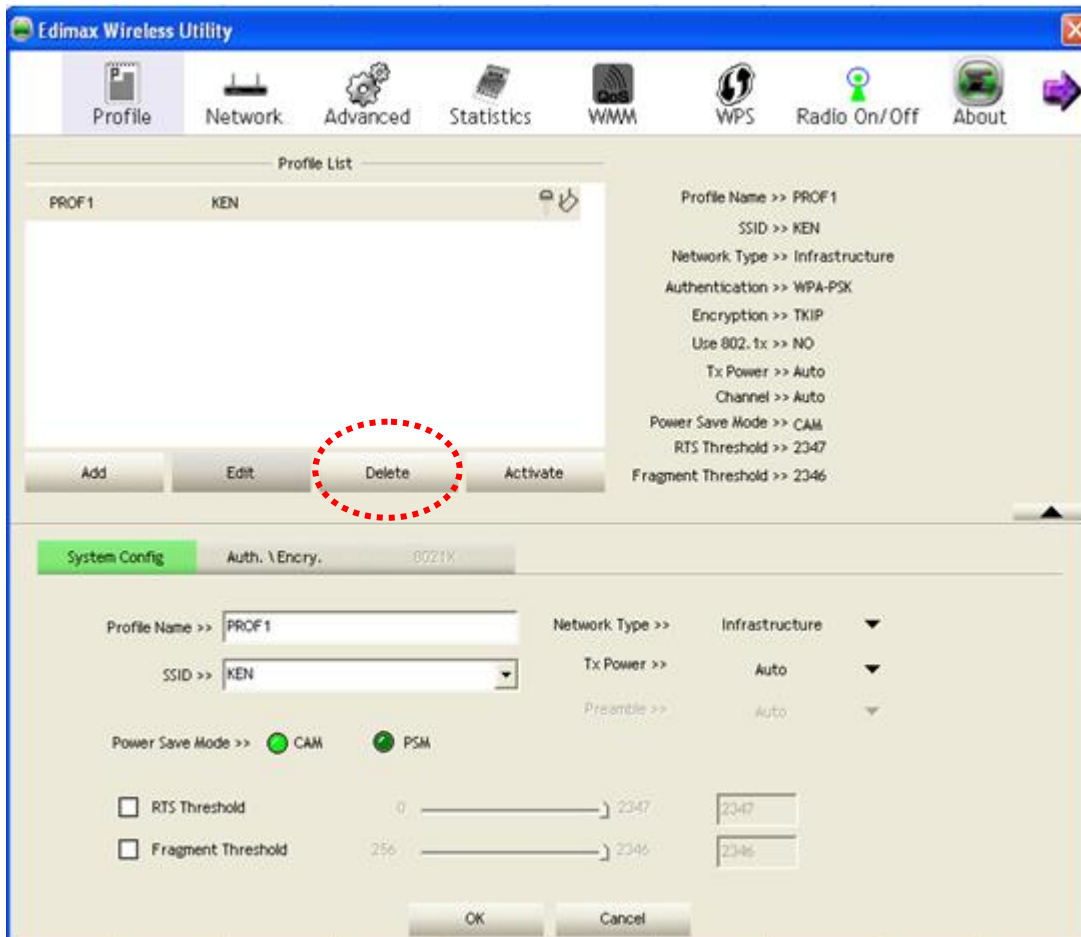 Edimax Wireless Utility
Profile Network Advanced Statistics WMM WPS Radio On/Off About
Profile List
PROF1 KEN
Profile Name >> PROF1
SSID >> KEN
Network Type >> Infrastructure
Authentication >> WPA-PSK
Encryption >> TKIP
Use 802.1x >> NO
Tx Power >> Auto
Channel >> Auto
Power Save Mode >> CAM
RTS Threshold >> 2347
Fragment Threshold >> 2346
Add Edit Delete Activate
System Config Auth. \ Encry. 8021X
Profile Name >> PROF1 Network Type >> Infrastructure
SSID >> KEN Tx Power >> Auto
Preamble >> Auto
Power Save Mode >> CAM PSM
RTS Threshold 0 2347 2347
Fragment Threshold 256 2346 2346
OK Cancel